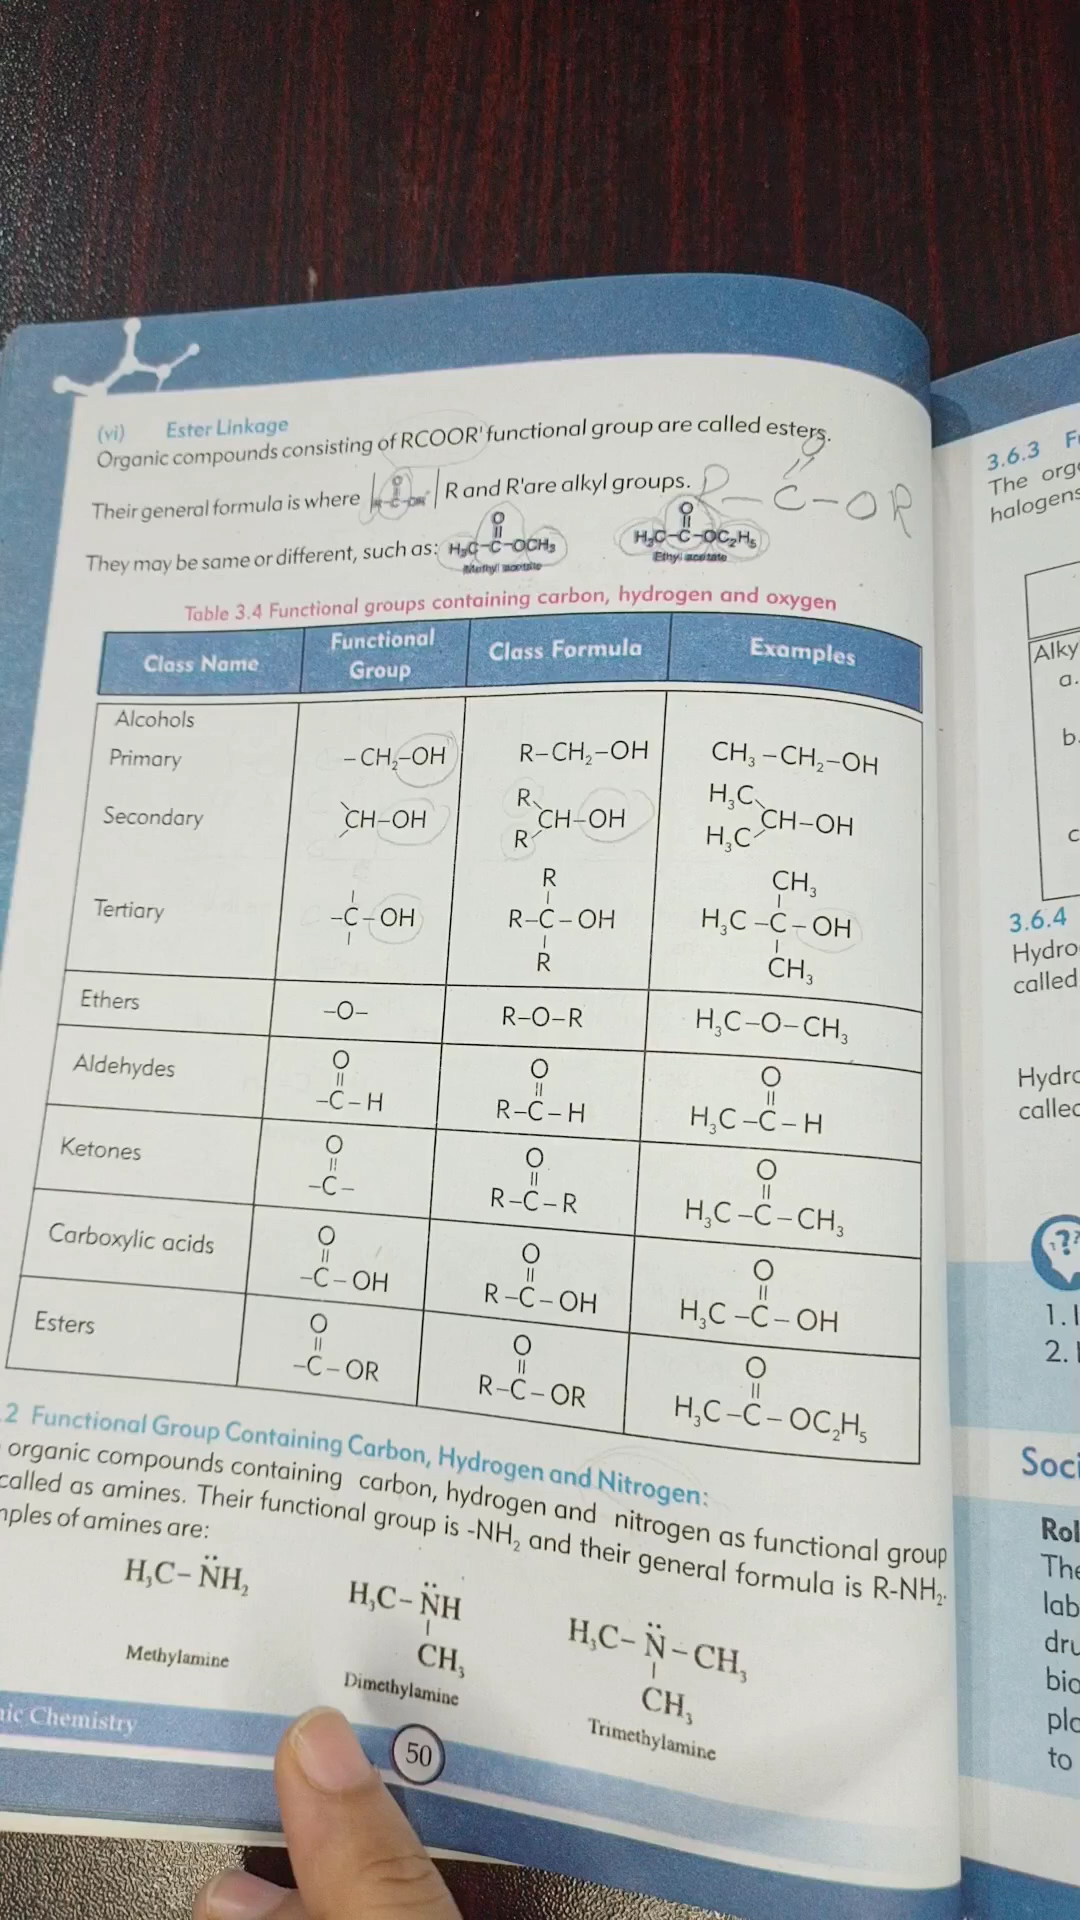 (vi) Ester Linkage
Organic compounds consisting of RCOOR' functional group are called esters.
Their general formula is where R-C-OR' R and R'are alkyl groups.
O
R-C-OR
They may be same or different, such as:
O
||
H₃C-C-OCH₃
Methyl acetate
O
||
H₃C-C-OC₂H₅
Ethyl acetate
Table 3.4 Functional groups containing carbon, hydrogen and oxygen
Class Name Functional Group Class Formula Examples
Alcohols
Primary -CH₂-OH R-CH₂-OH CH₃-CH₂-OH
Secondary CH-OH R R CH-OH H₃C H₃C CH-OH
R CH₃
Tertiary -C-OH R-C-OH H₃C-C-OH
R CH₃
Ethers -O- R-O-R H₃C-O-CH₃
O O O
|| || ||
Aldehydes -C-H R-C-H H₃C-C-H
O O O
|| || ||
Ketones -C- R-C-R H₃C-C-CH₃
O O O
|| || ||
Carboxylic acids -C-OH R-C-OH H₃C-C-OH
O O O
|| || ||
Esters -C-OR R-C-OR H₃C-C-OC₂H₅
.2 Functional Group Containing Carbon, Hydrogen and Nitrogen:
organic compounds containing carbon, hydrogen and nitrogen as functional group
called as amines. Their functional group is -NH₂ and their general formula is R-NH₂.
mples of amines are:
H₃C-N̈H₂
Methylamine
H₃C-N̈H
CH₃
Dimethylamine
H₃C-N̈-CH₃
CH₃
Trimethylamine
ic Chemistry
50
3.6.3 F
The orga
halogens
Alky
a.
b.
c
3.6.4
Hydro
called
Hydro
called
???
1. I
2.
Soci
Rol
The
lab
dru
bio
pla
to